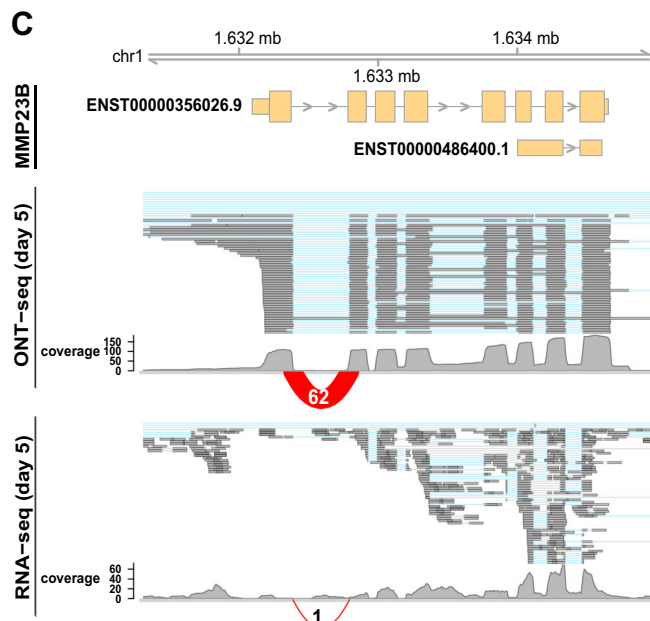 C
1.632 mb
1.634 mb
chr1
1.633 mb
MMP23B
ENST00000356026.9
ENST00000486400.1
ONT−seq (day 5)
coverage
150
100
50
0
62
RNA−seq (day 5)
coverage
60
40
20
0
1